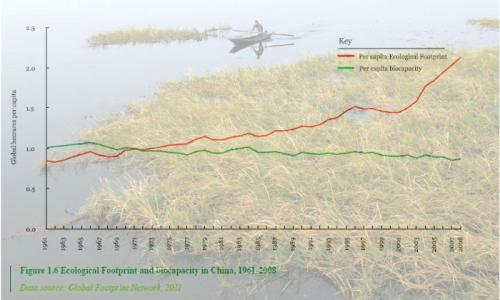 2.5
Key
Per capita Ecological Footprint
2.0
Per capita biocapacity
1.5
Global hectares per capita
1.0
0.5
0.0
1961 1963 1965 1967 1969 1971 1973 1975 1977 1979 1981 1983 1985 1987 1989 1991 1993 1995 1997 1999 2001 2003 2005 2007 2008
Figure 1.6 Ecological Footprint and biocapacity in China, 1961-2008
Data source: Global Footprint Network, 2011